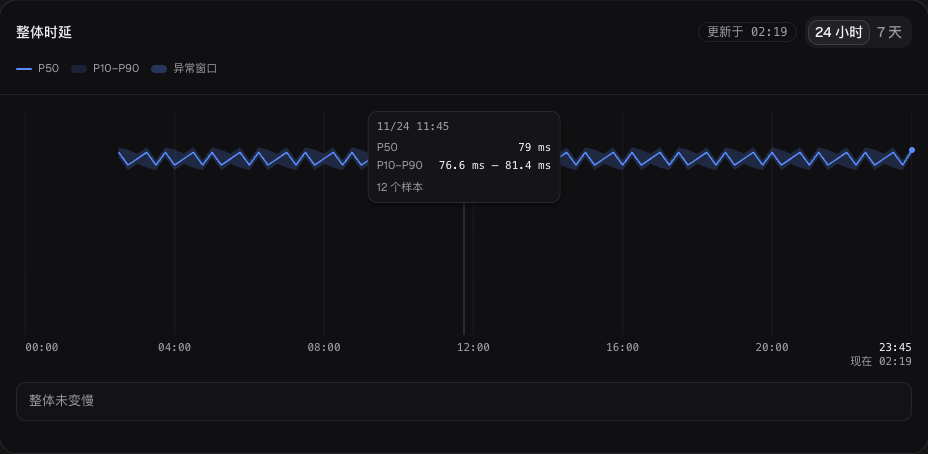 整体时延
更新于 02:19
24 小时
7 天
P50
P10–P90
异常窗口
11/24 11:45
P50 79 ms
P10–P90 76.6 ms — 81.4 ms
12 个样本
00:00
04:00
08:00
12:00
16:00
20:00
23:45
现在 02:19
整体未变慢